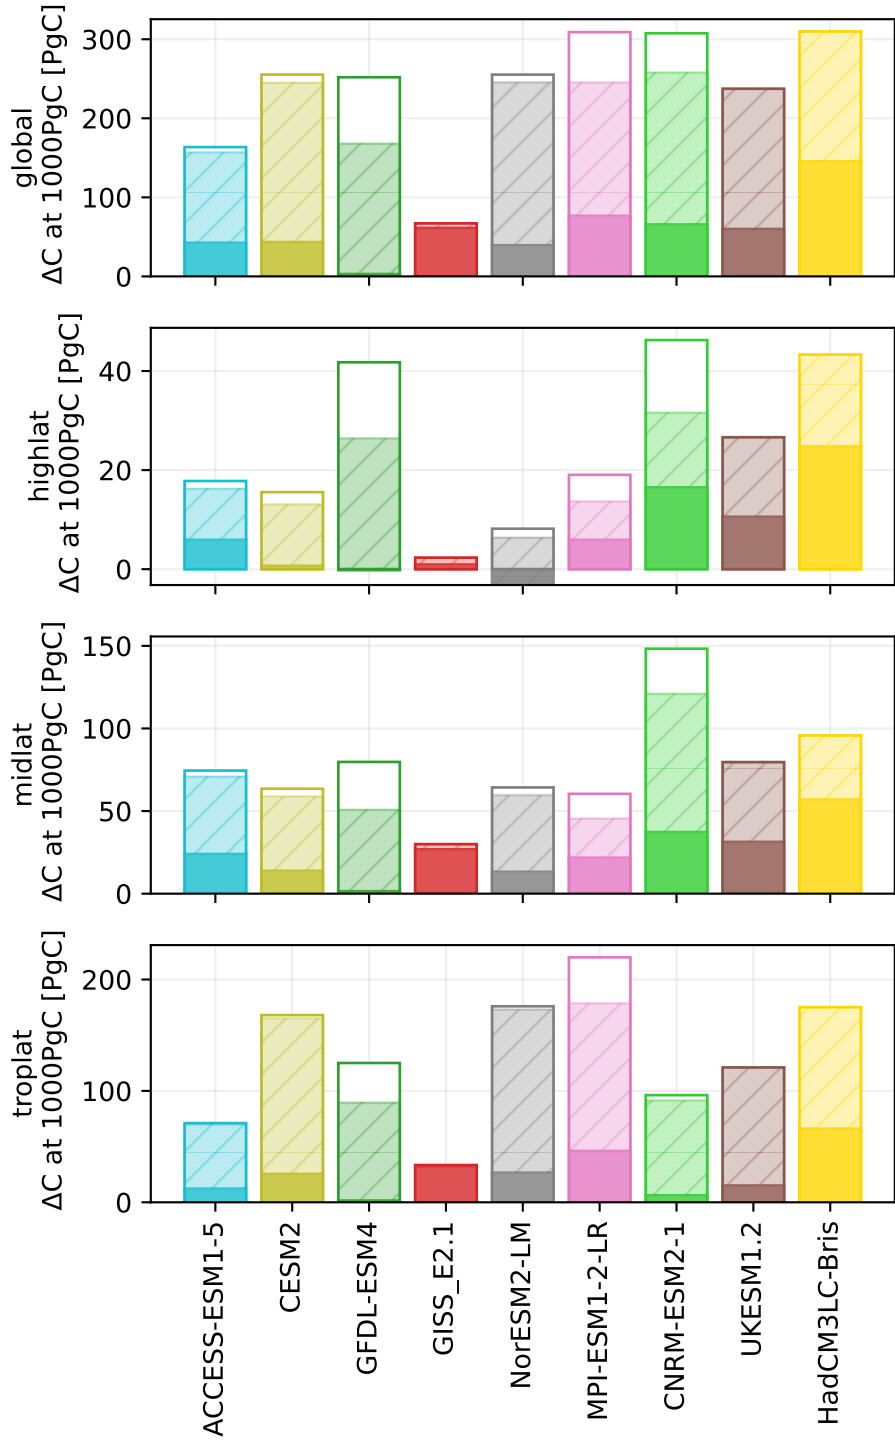 global
ΔC at 1000PgC [PgC]
300
200
100
0
highlat
ΔC at 1000PgC [PgC]
40
20
0
midlat
ΔC at 1000PgC [PgC]
150
100
50
0
troplat
ΔC at 1000PgC [PgC]
200
100
0
ACCESS-ESM1-5
CESM2
GFDL-ESM4
GISS_E2.1
NorESM2-LM
MPI-ESM1-2-LR
CNRM-ESM2-1
UKESM1.2
HadCM3LC-Bris